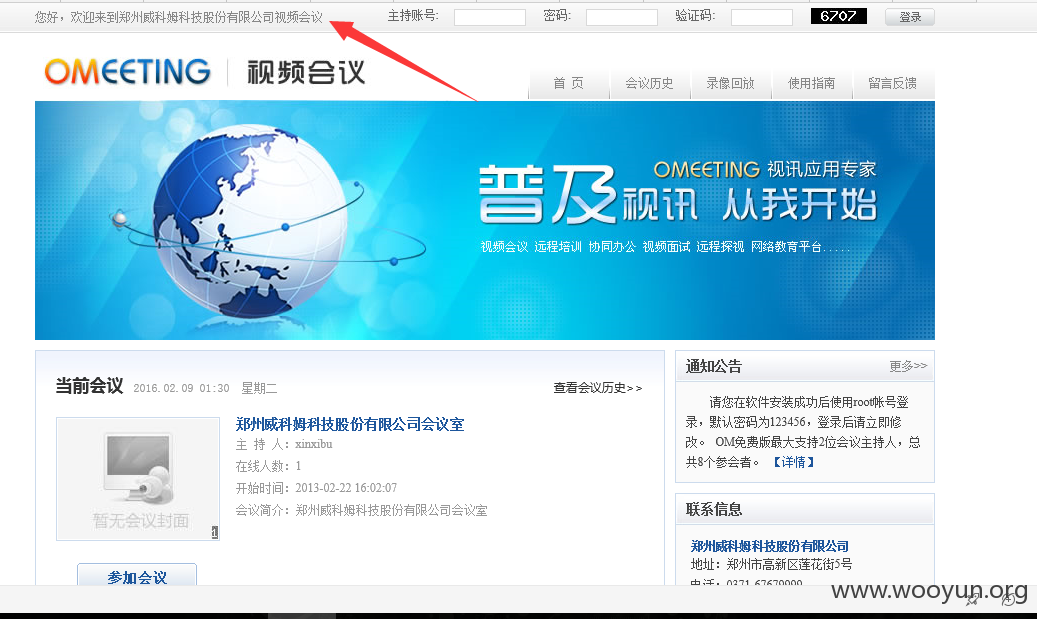 您好，欢迎来到郑州威科姆科技股份有限公司视频会议 主持账号: 密码: 验证码: 6707 登录
OMEETING 视频会议
首 页 会议历史 录像回放 使用指南 留言反馈
OMEETING 视讯应用专家
普及视讯 从我开始
视频会议 远程培训 协同办公 视频面试 远程探视 网络教育平台.....
当前会议 2016.02.09 01:30 星期二 查看会议历史>>
暂无会议封面
1
郑州威科姆科技股份有限公司会议室
主 持 人：xinxibu
在线人数：1
开始时间：2013-02-22 16:02:07
会议简介：郑州威科姆科技股份有限公司会议室
参加会议
通知公告 更多>>
请您在软件安装成功后使用root帐号登
录，默认密码为123456，登录后请立即修
改。 OM免费版最大支持2位会议主持人，总
共8个参会者。 【详情】
联系信息
郑州威科姆科技股份有限公司
地址：郑州市高新区莲花街5号
电话：0371-67679999
www.wooyun.org